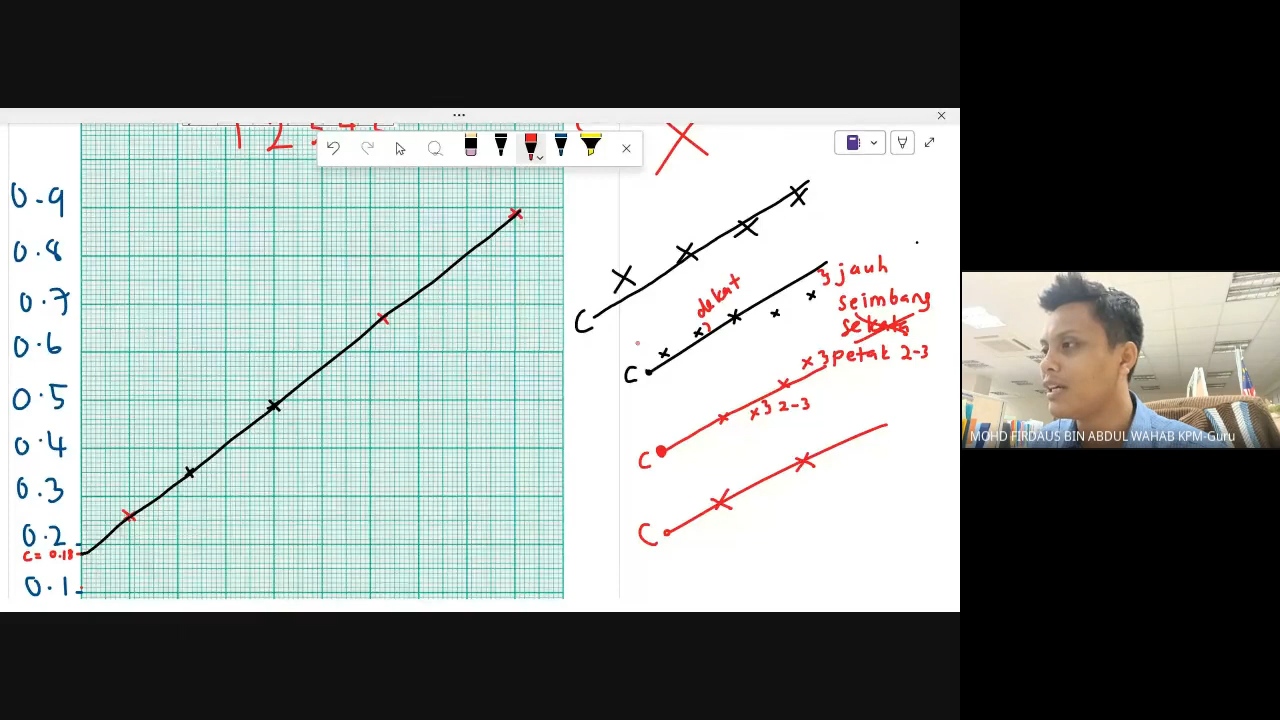 0.9
0.8
0.7
0.6
0.5
0.4
0.3
0.2
C = 0.18
0.1
C
dekat
3 jauh
seimbang
C
x 3 petak 2-3
x 3 2-3
C
C
MOHD FIRDAUS BIN ABDUL WAHAB KPM-Guru